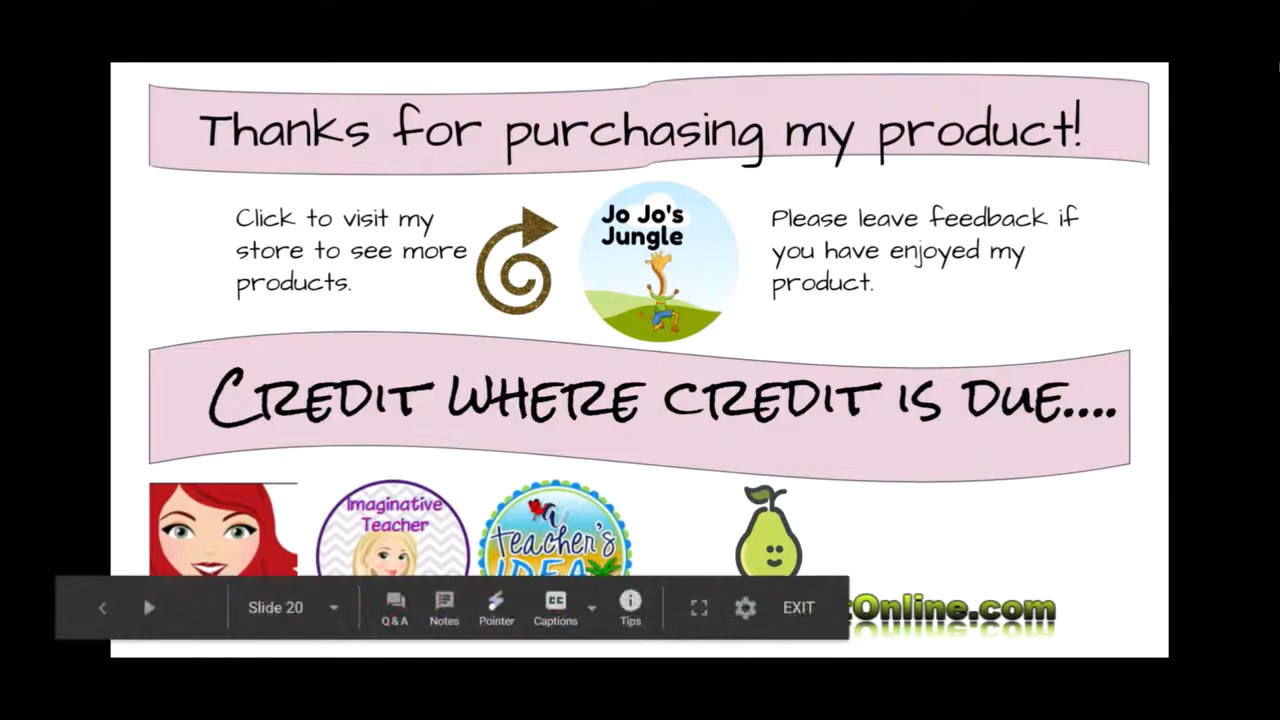 Thanks for purchasing my product!
Click to visit my
store to see more
products.
Jo Jo's
Jungle
Please leave feedback if
you have enjoyed my
product.
CREDIT WHERE CREDIT IS DUE....
Imaginative
Teacher
a
teacher's
IDEA
Slide 20
Q&A
Notes
Pointer
CC
Captions
Tips
EXIT
Online.com